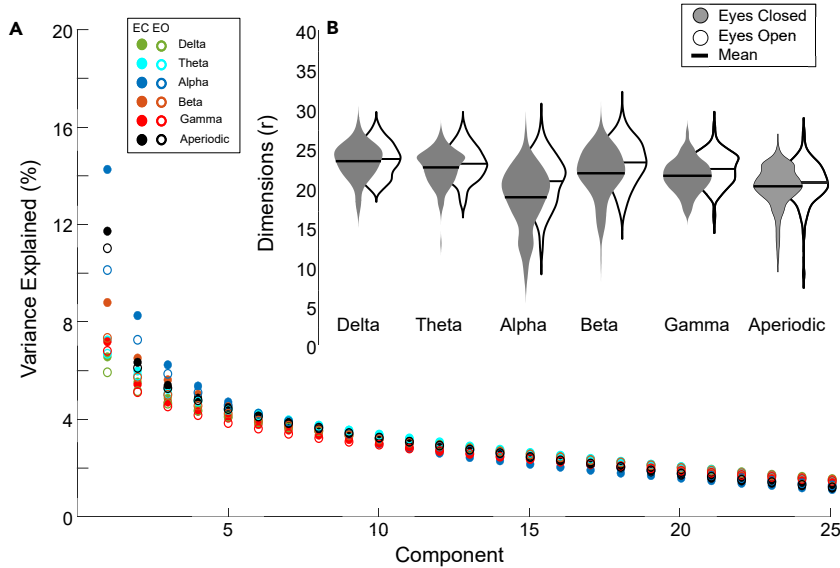 A
EC EO
Delta
Theta
Alpha
Beta
Gamma
Aperiodic
Variance Explained (%)
20
16
12
8
4
0
5
10
15
20
25
Component
B
Eyes Closed
Eyes Open
Mean
Dimensions (r)
40
35
30
25
20
15
10
5
0
Delta Theta Alpha Beta Gamma Aperiodic